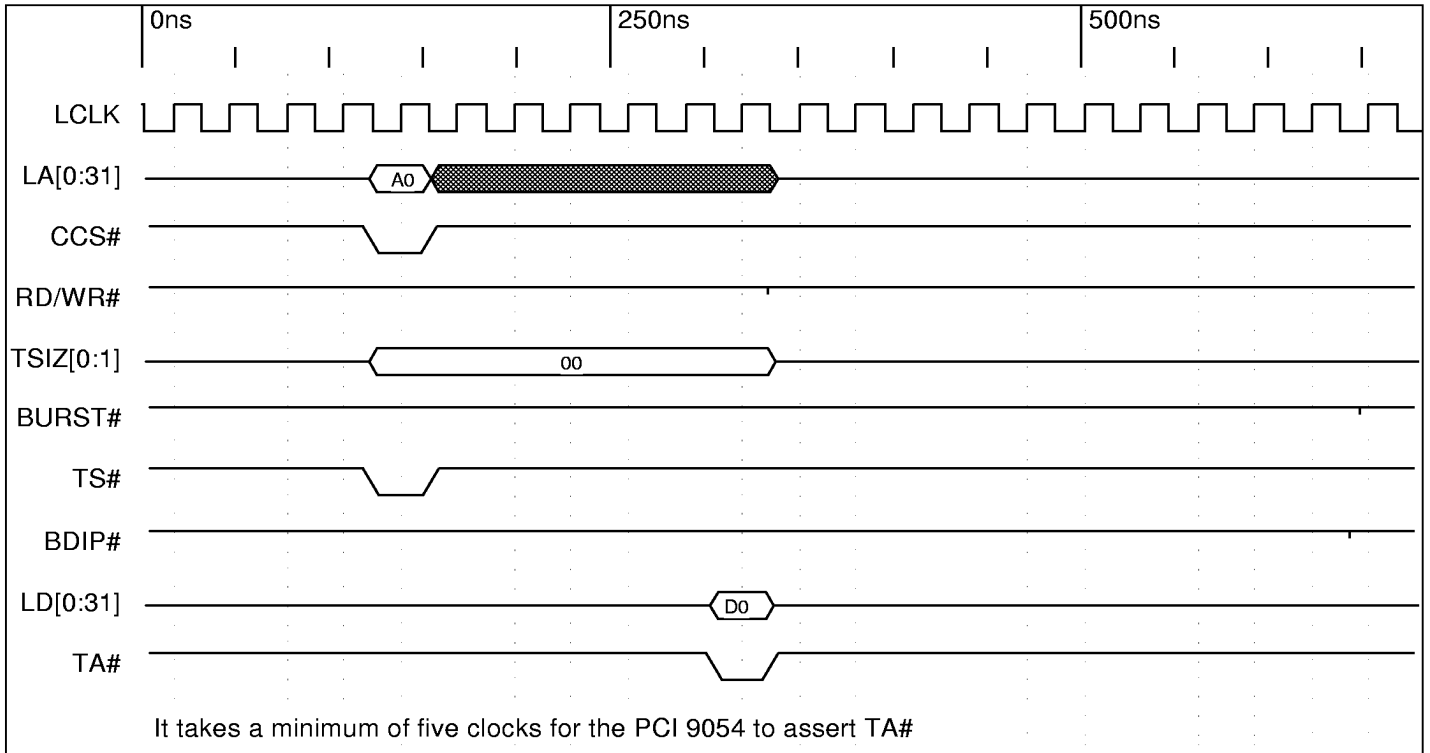 0ns 250ns 500ns
LCLK
LA[0:31] A0
CCS#
RD/WR#
TSIZ[0:1] 00
BURST#
TS#
BDIP#
LD[0:31] D0
TA#
It takes a minimum of five clocks for the PCI 9054 to assert TA#